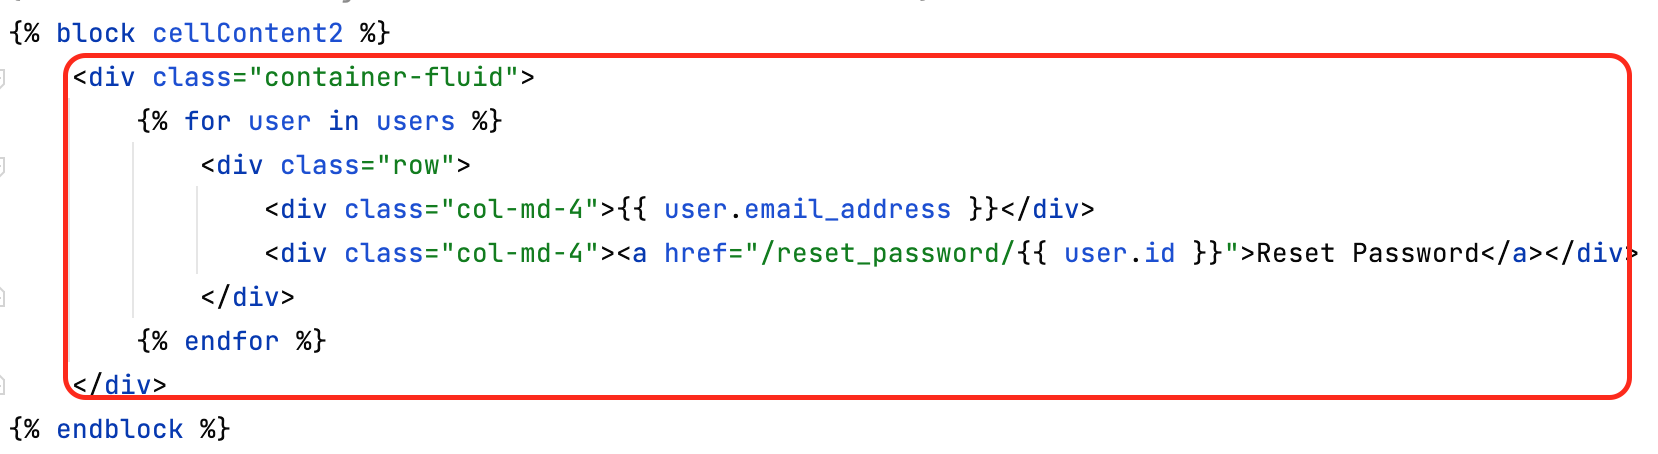 {% block cellContent2 %}
<div class="container-fluid">
{% for user in users %}
<div class="row">
<div class="col-md-4">{{ user.email_address }}</div>
<div class="col-md-4"><a href="/reset_password/{{ user.id }}">Reset Password</a></div>
</div>
{% endfor %}
</div>
{% endblock %}